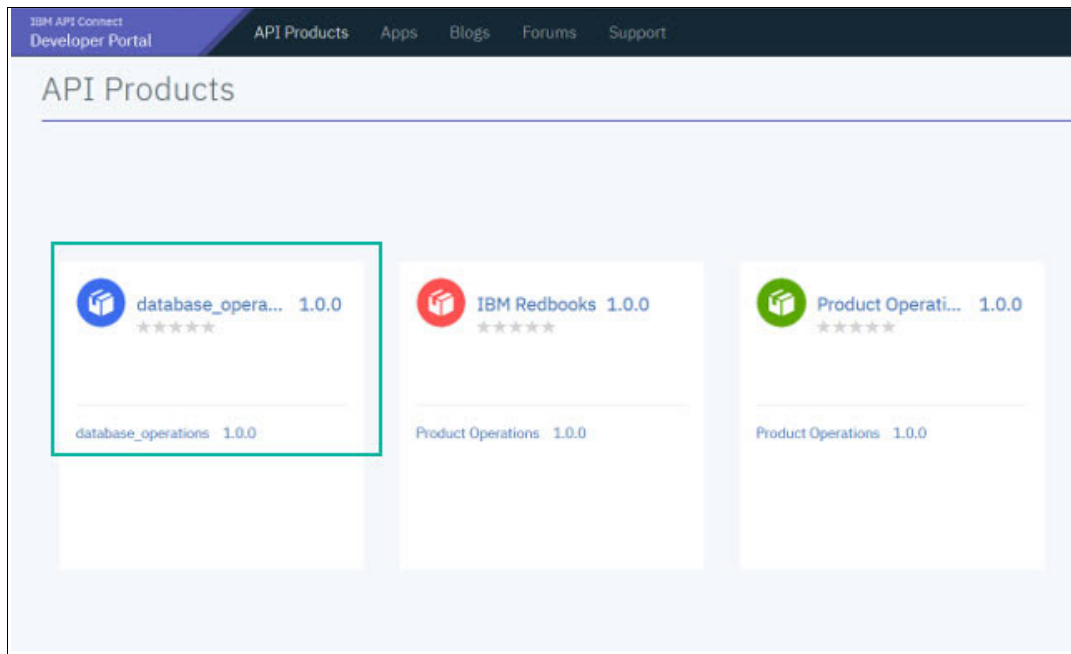 IBM API Connect
Developer Portal
API Products Apps Blogs Forums Support
API Products
database_opera... 1.0.0
IBM Redbooks 1.0.0
Product Operati... 1.0.0
database_operations 1.0.0
Product Operations 1.0.0
Product Operations 1.0.0